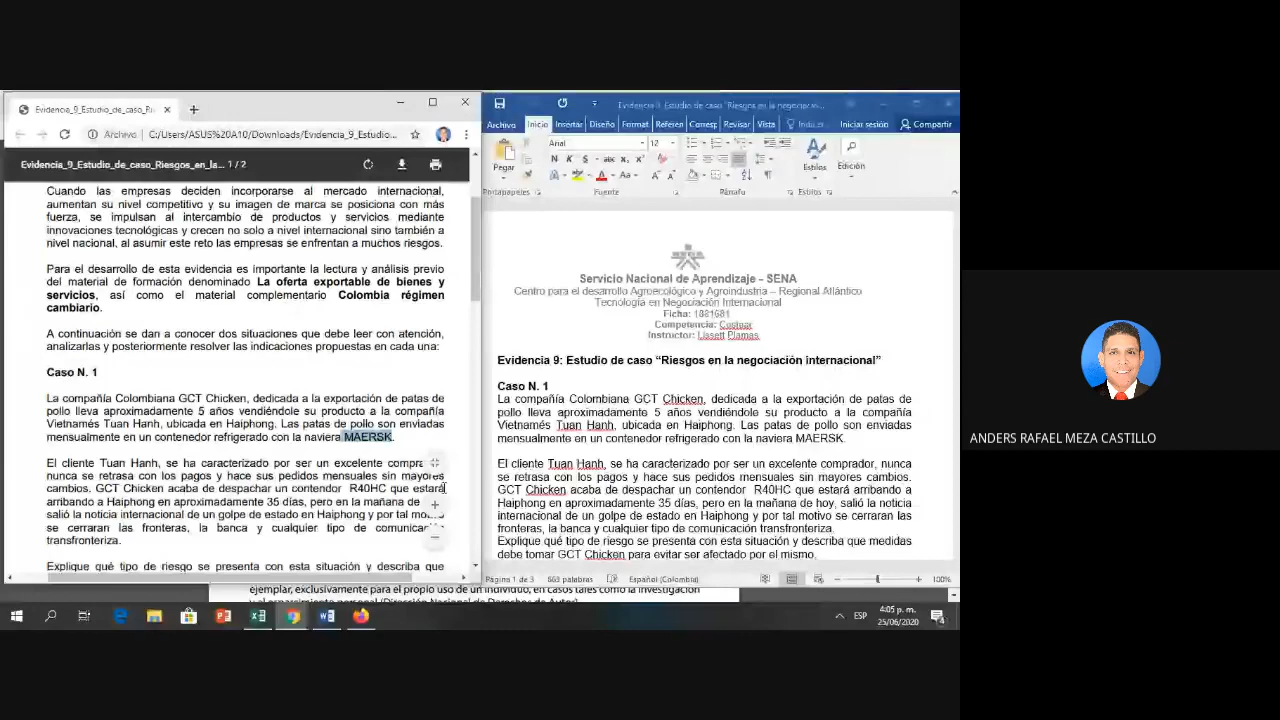 Evidencia_9_Estudio_de_caso_Ri
Archivo
C:/Users/ASUS%20A10/Downloads/Evidencia_9_Estudio...
Evidencia_9_Estudio_de_caso_Riesgos_en_la... 1 / 2
Cuando las empresas deciden incorporarse al mercado internacional,
aumentan su nivel competitivo y su imagen de marca se posiciona con más
fuerza, se impulsan al intercambio de productos y servicios mediante
innovaciones tecnológicas y crecen no solo a nivel internacional sino también a
nivel nacional, al asumir este reto las empresas se enfrentan a muchos riesgos.
Para el desarrollo de esta evidencia es importante la lectura y análisis previo
del material de formación denominado La oferta exportable de bienes y
servicios, así como el material complementario Colombia régimen
cambiario.
A continuación se dan a conocer dos situaciones que debe leer con atención,
analizarlas y posteriormente resolver las indicaciones propuestas en cada una:
Caso N. 1
La compañía Colombiana GCT Chicken, dedicada a la exportación de patas de
pollo lleva aproximadamente 5 años vendiéndole su producto a la compañía
Vietnamés Tuan Hanh, ubicada en Haiphong. Las patas de pollo son enviadas
mensualmente en un contenedor refrigerado con la naviera MAERSK.
El cliente Tuan Hanh, se ha caracterizado por ser un excelente compra
nunca se retrasa con los pagos y hace sus pedidos mensuales sin mayores
cambios. GCT Chicken acaba de despachar un contendor R40HC que estará
arribando a Haiphong en aproximadamente 35 días, pero en la mañana de
salió la noticia internacional de un golpe de estado en Haiphong y por tal
se cerraran las fronteras, la banca y cualquier tipo de comunicación
transfronteriza.
Explique qué tipo de riesgo se presenta con esta situación y describa que
Evidencia 9. Estudio de caso "Riesgos en la negociación in...
Archivo Inicio Insertar Diseño Format Referen Corresp Revisar Vista Indic... Iniciar sesión Compartir
Pegar
Arial 12
N K S
Estilos
Edición
Portapapeles Fuente Párrafo Estilos
Servicio Nacional de Aprendizaje - SENA
Centro para el desarrollo Agroecológico y Agroindustria – Regional Atlántico
Tecnología en Negociación Internacional
Ficha: 1881681
Competencia: Costear
Instructor: Lissett Plamas
Evidencia 9: Estudio de caso “Riesgos en la negociación internacional”
Caso N. 1
La compañía Colombiana GCT Chicken, dedicada a la exportación de patas de
pollo lleva aproximadamente 5 años vendiéndole su producto a la compañía
Vietnamés Tuan Hanh, ubicada en Haiphong. Las patas de pollo son enviadas
mensualmente en un contenedor refrigerado con la naviera MAERSK.
El cliente Tuan Hanh, se ha caracterizado por ser un excelente comprador, nunca
se retrasa con los pagos y hace sus pedidos mensuales sin mayores cambios.
GCT Chicken acaba de despachar un contendor R40HC que estará arribando a
Haiphong en aproximadamente 35 días, pero en la mañana de hoy, salió la noticia
internacional de un golpe de estado en Haiphong y por tal motivo se cerraran las
fronteras, la banca y cualquier tipo de comunicación transfronteriza.
Explique qué tipo de riesgo se presenta con esta situación y describa que medidas
debe tomar GCT Chicken para evitar ser afectado por el mismo.
Página 1 de 3 663 palabras Español (Colombia) 100%
ejemplar, exclusivamente para el propio uso de un individuo, en casos tales como la investigación
ESP
4:05 p. m.
25/06/2020
ANDERS RAFAEL MEZA CASTILLO